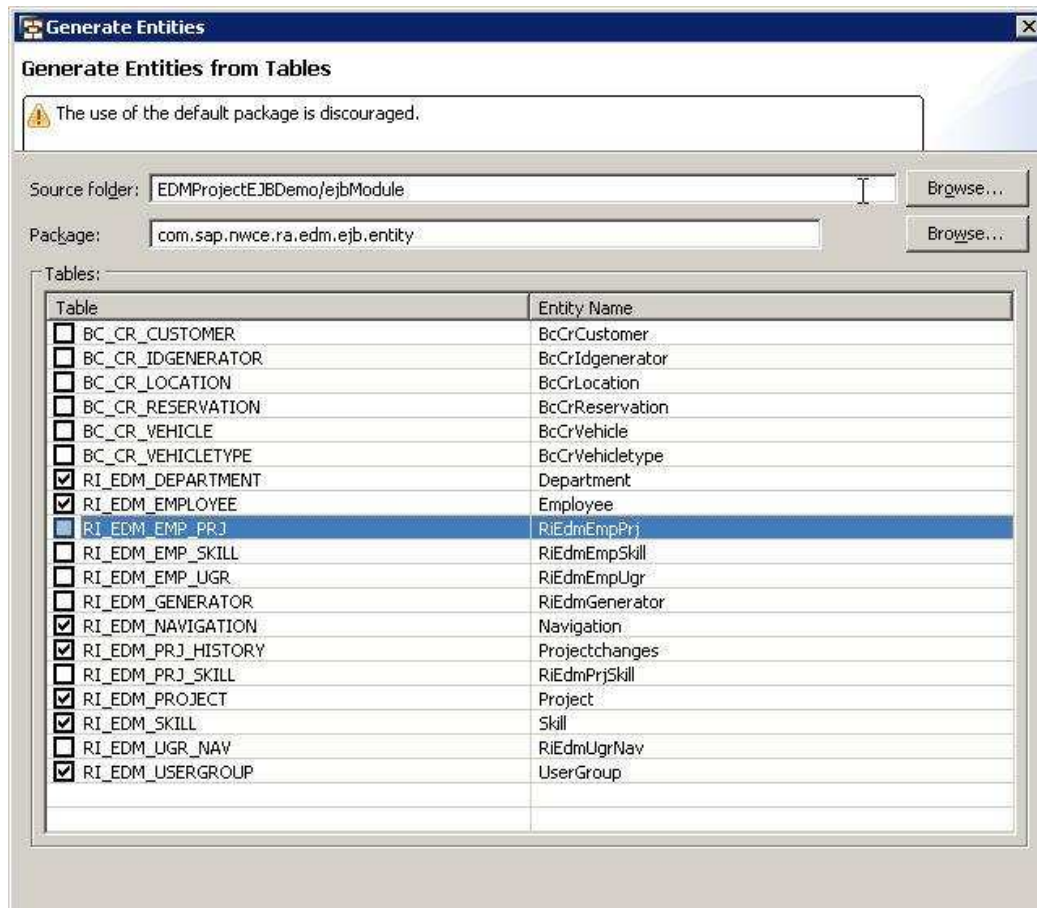 Generate Entities
Generate Entities from Tables
The use of the default package is discouraged.
Source folder: EDMProjectEJBDemo/ejbModule Browse...
Package: com.sap.nwce.ra.edm.ejb.entity Browse...
Tables:
Table Entity Name
BC_CR_CUSTOMER BcCrCustomer
BC_CR_IDGENERATOR BcCrIdgenerator
BC_CR_LOCATION BcCrLocation
BC_CR_RESERVATION BcCrReservation
BC_CR_VEHICLE BcCrVehicle
BC_CR_VEHICLETYPE BcCrVehicletype
RI_EDM_DEPARTMENT Department
RI_EDM_EMPLOYEE Employee
RI_EDM_EMP_PRJ RiEdmEmpPrj
RI_EDM_EMP_SKILL RiEdmEmpSkill
RI_EDM_EMP_UGR RiEdmEmpUgr
RI_EDM_GENERATOR RiEdmGenerator
RI_EDM_NAVIGATION Navigation
RI_EDM_PRJ_HISTORY Projectchanges
RI_EDM_PRJ_SKILL RiEdmPrjSkill
RI_EDM_PROJECT Project
RI_EDM_SKILL Skill
RI_EDM_UGR_NAV RiEdmUgrNav
RI_EDM_USERGROUP UserGroup